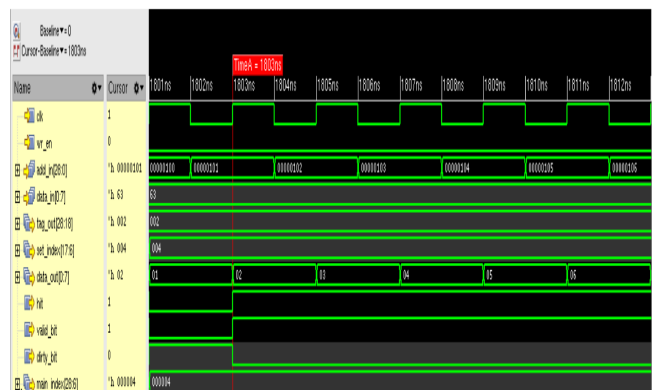 Baseline▼=0
Cursor-Baseline▼=1803ns
TimeA = 1803ns
Name Cursor 1801ns 1802ns 1803ns 1804ns 1805ns 1806ns 1807ns 1808ns 1809ns 1810ns 1811ns 1812ns
clk 1
wr_en 0
add_in[28:0] 'h 00000101 00000100 00000101 00000102 00000103 00000104 00000105 00000106
data_in[0:7] 'h 63 63
tag_out[28:18] 'h 002 002
set_index[17:6] 'h 004 004
data_out[0:7] 'h 02 01 02 03 04 05 06
hit 1
valid_bit 1
dirty_bit 0
main_index[28:6] 'h 000004 000004